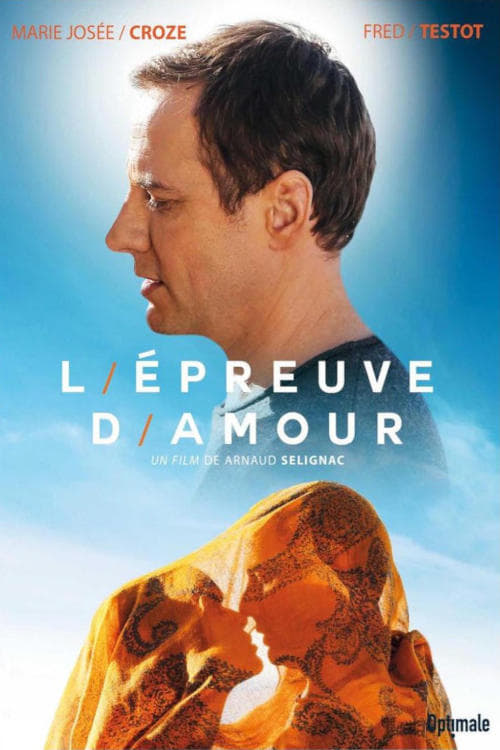 MARIE JOSÉE / CROZE
FRED / TESTOT
L / ÉPREUVE
D / AMOUR
UN FILM DE ARNAUD SELIGNAC
Optimale